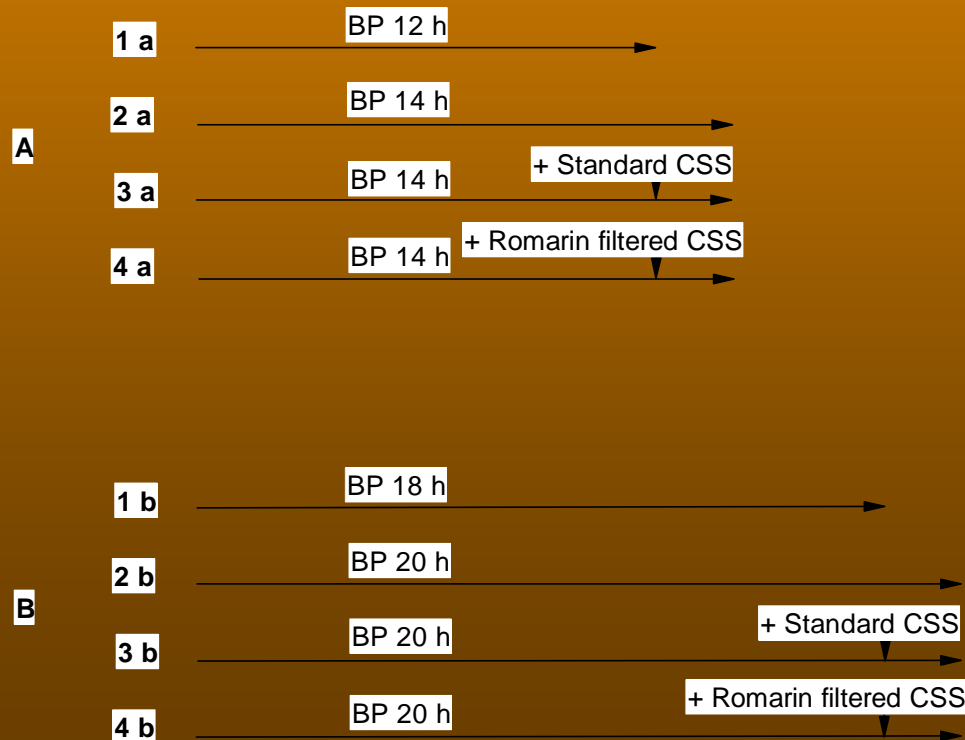 1 a
BP 12 h
2 a
BP 14 h
A
+ Standard CSS
3 a
BP 14 h
+ Romarin filtered CSS
4 a
BP 14 h
1 b
BP 18 h
2 b
BP 20 h
B
+ Standard CSS
3 b
BP 20 h
+ Romarin filtered CSS
4 b
BP 20 h